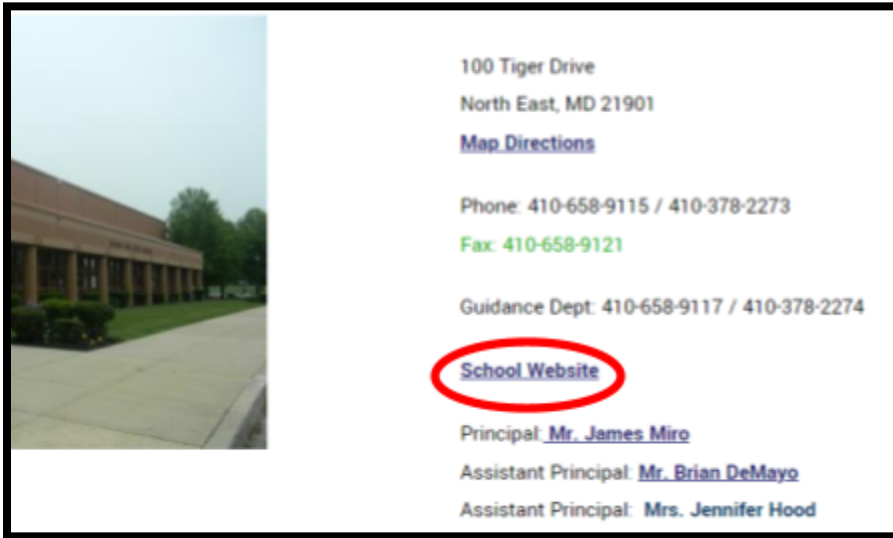 100 Tiger Drive
North East, MD 21901
Map Directions
Phone: 410-658-9115 / 410-378-2273
Fax: 410-658-9121
Guidance Dept: 410-658-9117 / 410-378-2274
School Website
Principal: Mr. James Miro
Assistant Principal: Mr. Brian DeMayo
Assistant Principal: Mrs. Jennifer Hood